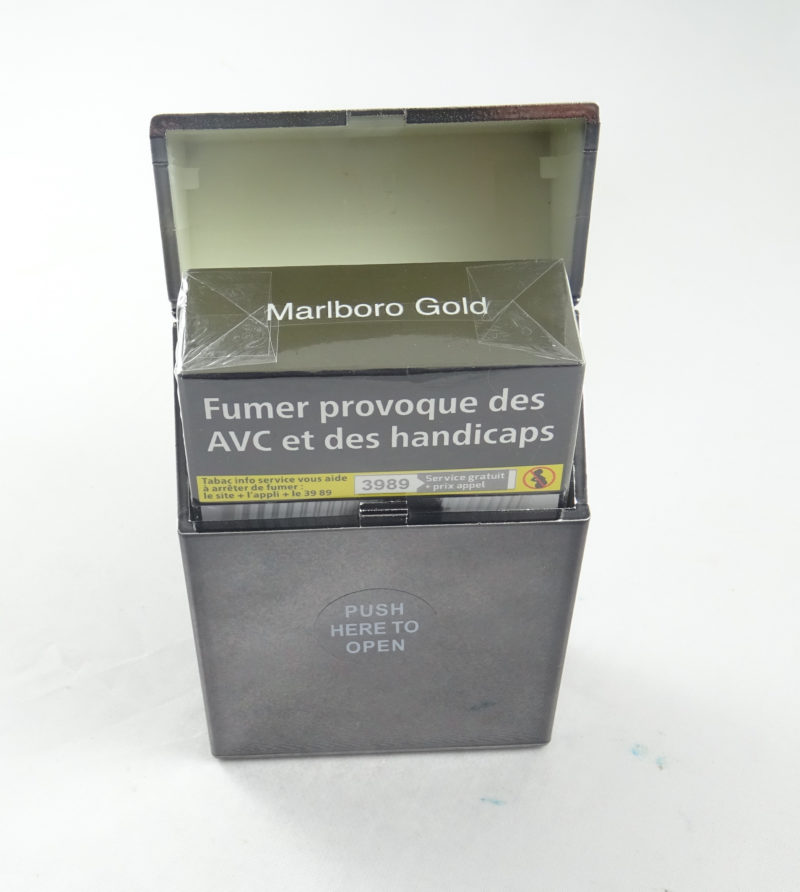 Marlboro Gold
Fumer provoque des
AVC et des handicaps
Tabac info service vous aide
à arrêter de fumer :
le site + l'appli + le 39 89
3989
Service gratuit
+ prix appel
PUSH
HERE TO
OPEN